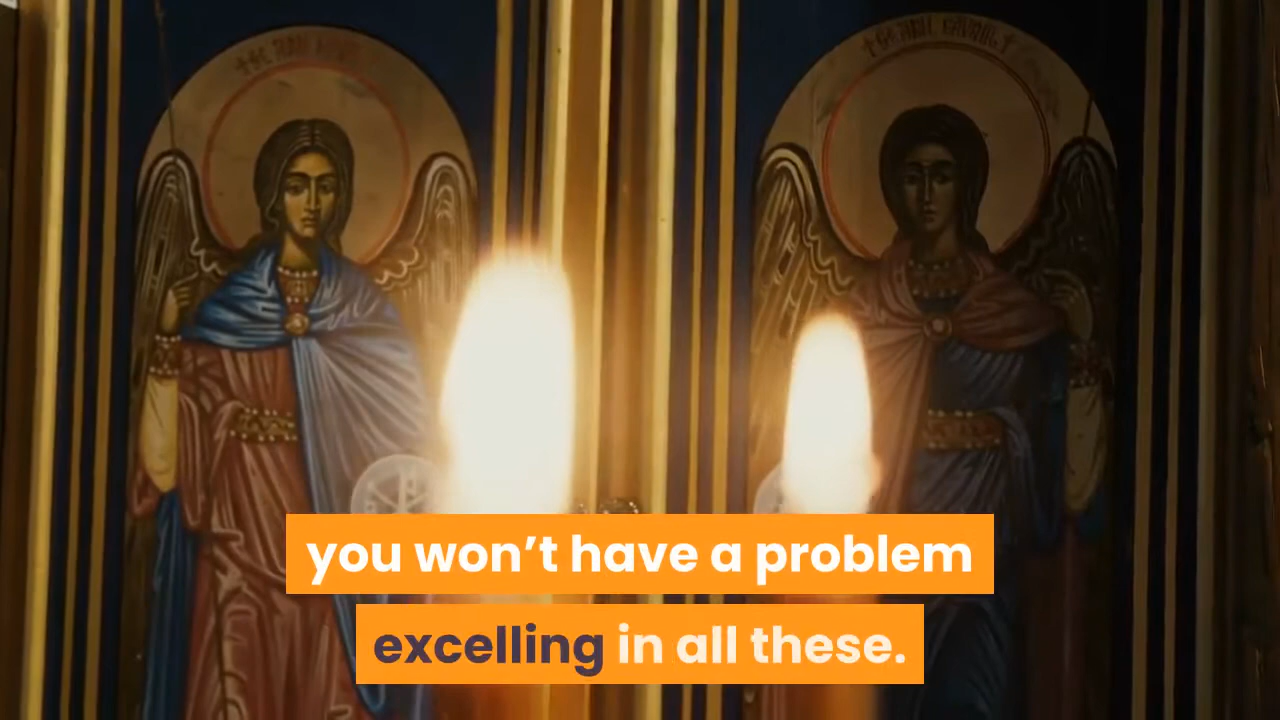 you won’t have a problem
excelling in all these.